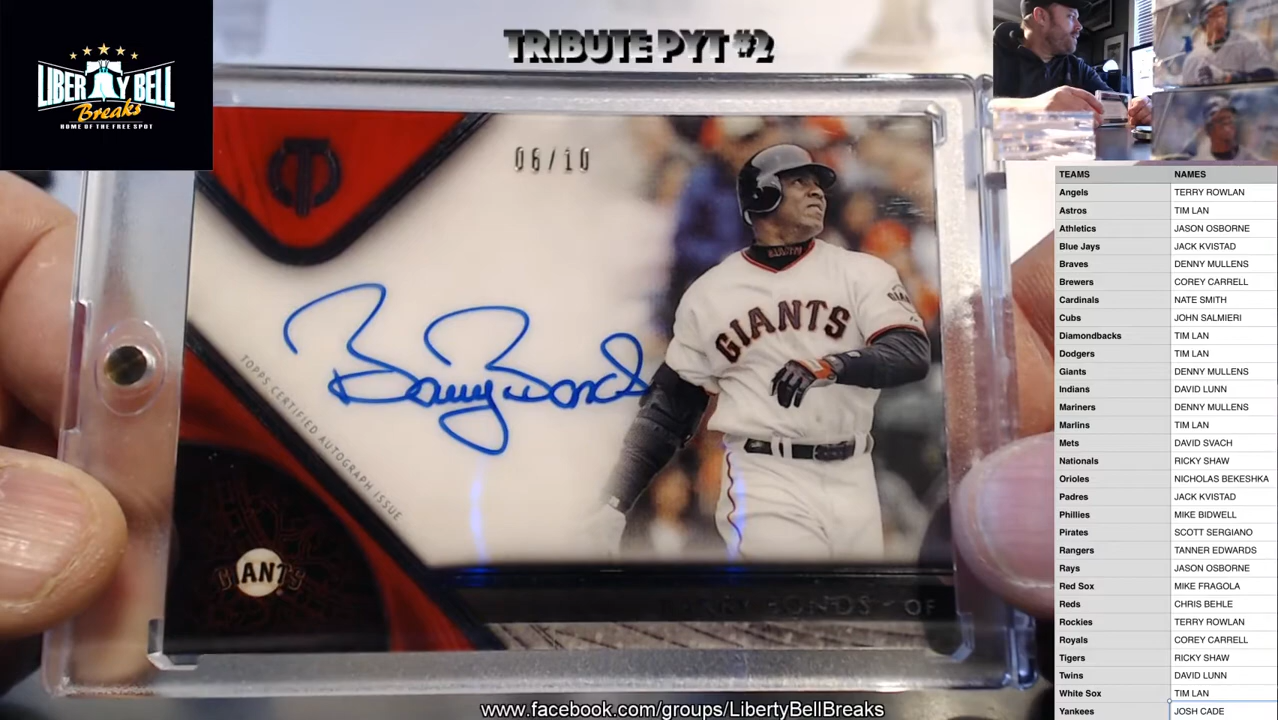 LIBERTY BELL
Breaks
HOME OF THE FREE SPOT
TRIBUTE PYT #2
06/10
T
GIANTS
GIANTS
Barry Bonds
TOPPS CERTIFIED AUTOGRAPH ISSUE
GIANTS
BARRY BONDS - OF
www.facebook.com/groups/LibertyBellBreaks
TEAMS NAMES
Angels TERRY ROWLAN
Astros TIM LAN
Athletics JASON OSBORNE
Blue Jays JACK KVISTAD
Braves DENNY MULLENS
Brewers COREY CARRELL
Cardinals NATE SMITH
Cubs JOHN SALMIERI
Diamondbacks TIM LAN
Dodgers TIM LAN
Giants DENNY MULLENS
Indians DAVID LUNN
Mariners DENNY MULLENS
Marlins TIM LAN
Mets DAVID SVACH
Nationals RICKY SHAW
Orioles NICHOLAS BEKESHKA
Padres JACK KVISTAD
Phillies MIKE BIDWELL
Pirates SCOTT SERGIANO
Rangers TANNER EDWARDS
Rays JASON OSBORNE
Red Sox MIKE FRAGOLA
Reds CHRIS BEHLE
Rockies TERRY ROWLAN
Royals COREY CARRELL
Tigers RICKY SHAW
Twins DAVID LUNN
White Sox TIM LAN
Yankees JOSH CADE